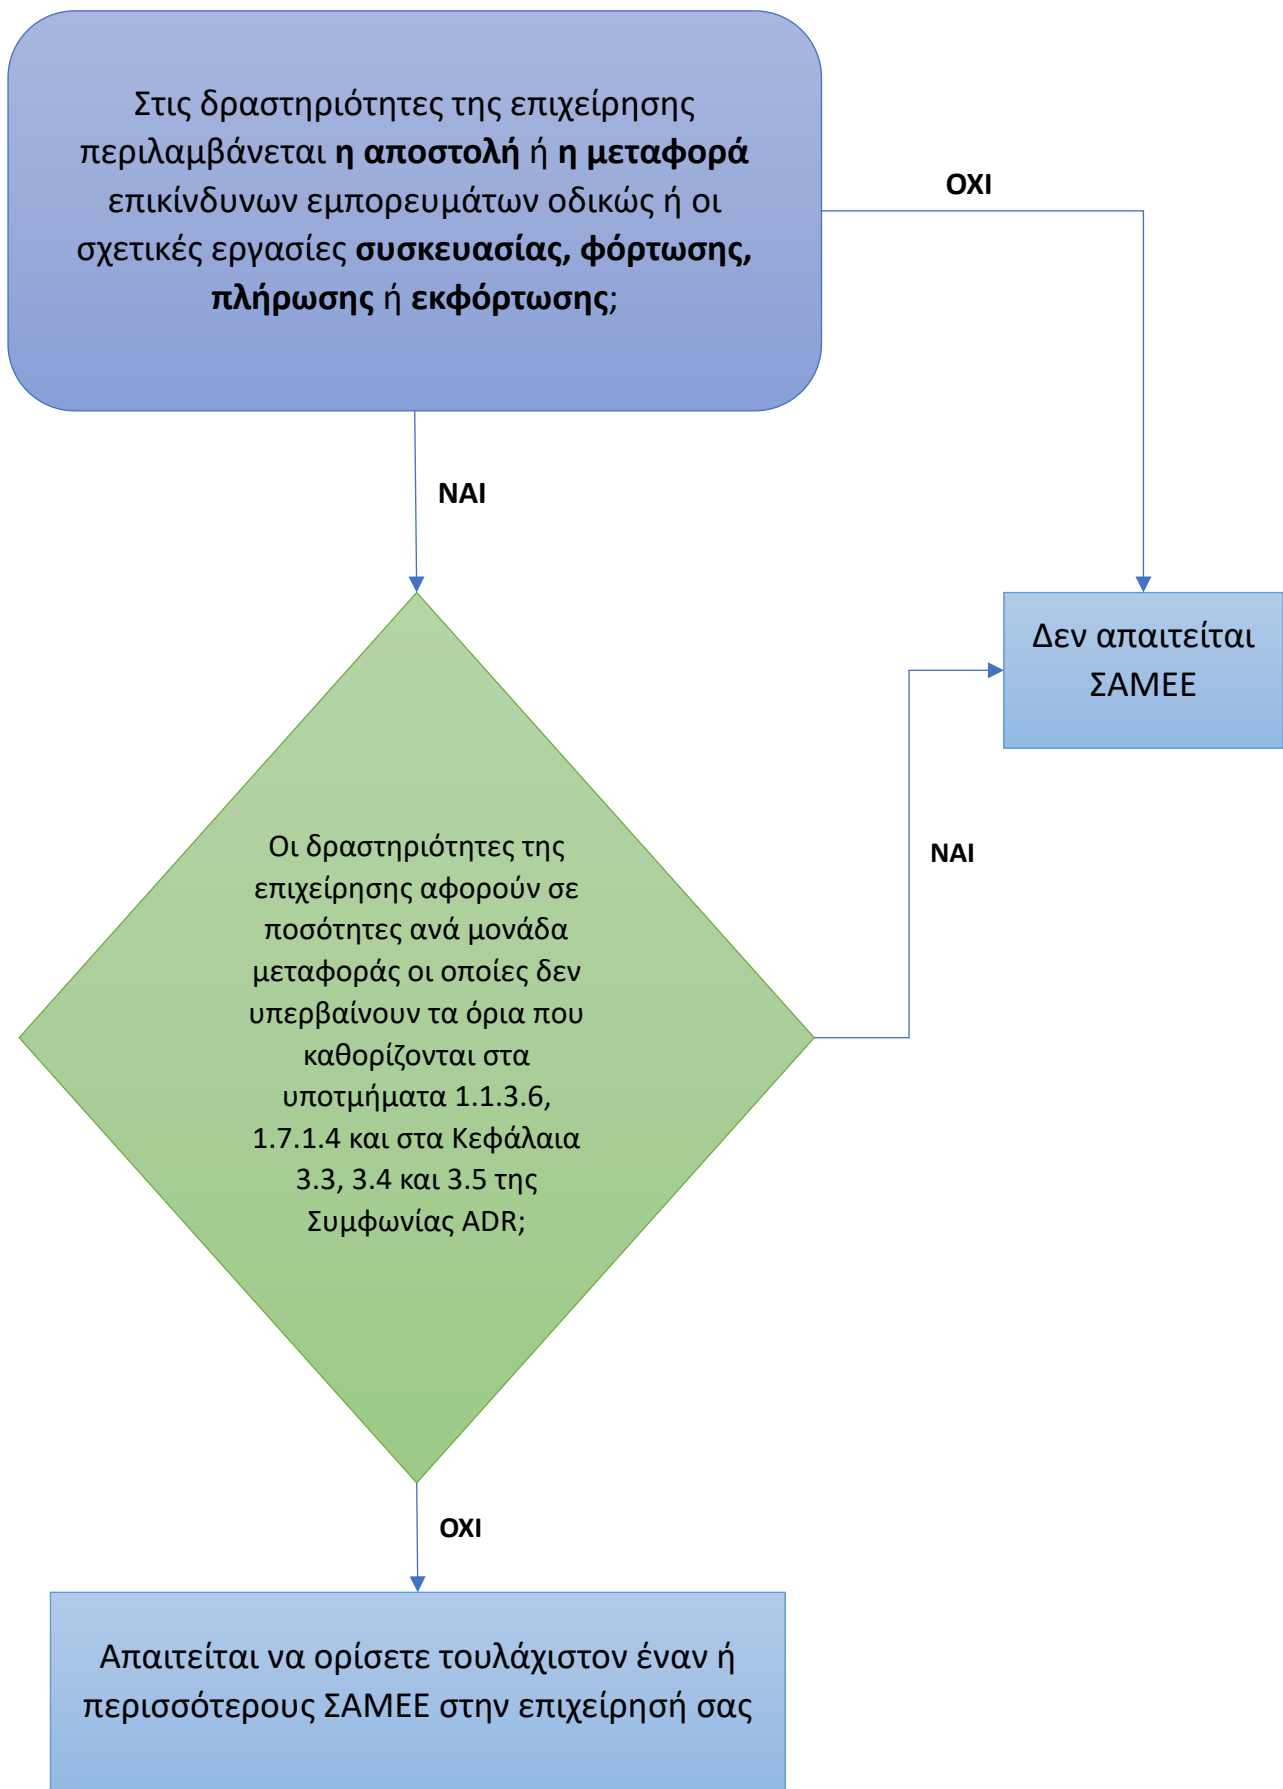 Στις δραστηριότητες της επιχείρησης
περιλαμβάνεται η αποστολή ή η μεταφορά
επικίνδυνων εμπορευμάτων οδικώς ή οι
σχετικές εργασίες συσκευασίας, φόρτωσης,
πλήρωσης ή εκφόρτωσης;
ΟΧΙ
ΝΑΙ
Δεν απαιτείται
ΣΑΜΕΕ
Οι δραστηριότητες της
επιχείρησης αφορούν σε
ποσότητες ανά μονάδα
μεταφοράς οι οποίες δεν
υπερβαίνουν τα όρια που
καθορίζονται στα
υποτμήματα 1.1.3.6,
1.7.1.4 και στα Κεφάλαια
3.3, 3.4 και 3.5 της
Συμφωνίας ADR;
ΝΑΙ
ΟΧΙ
Απαιτείται να ορίσετε τουλάχιστον έναν ή
περισσότερους ΣΑΜΕΕ στην επιχείρησή σας